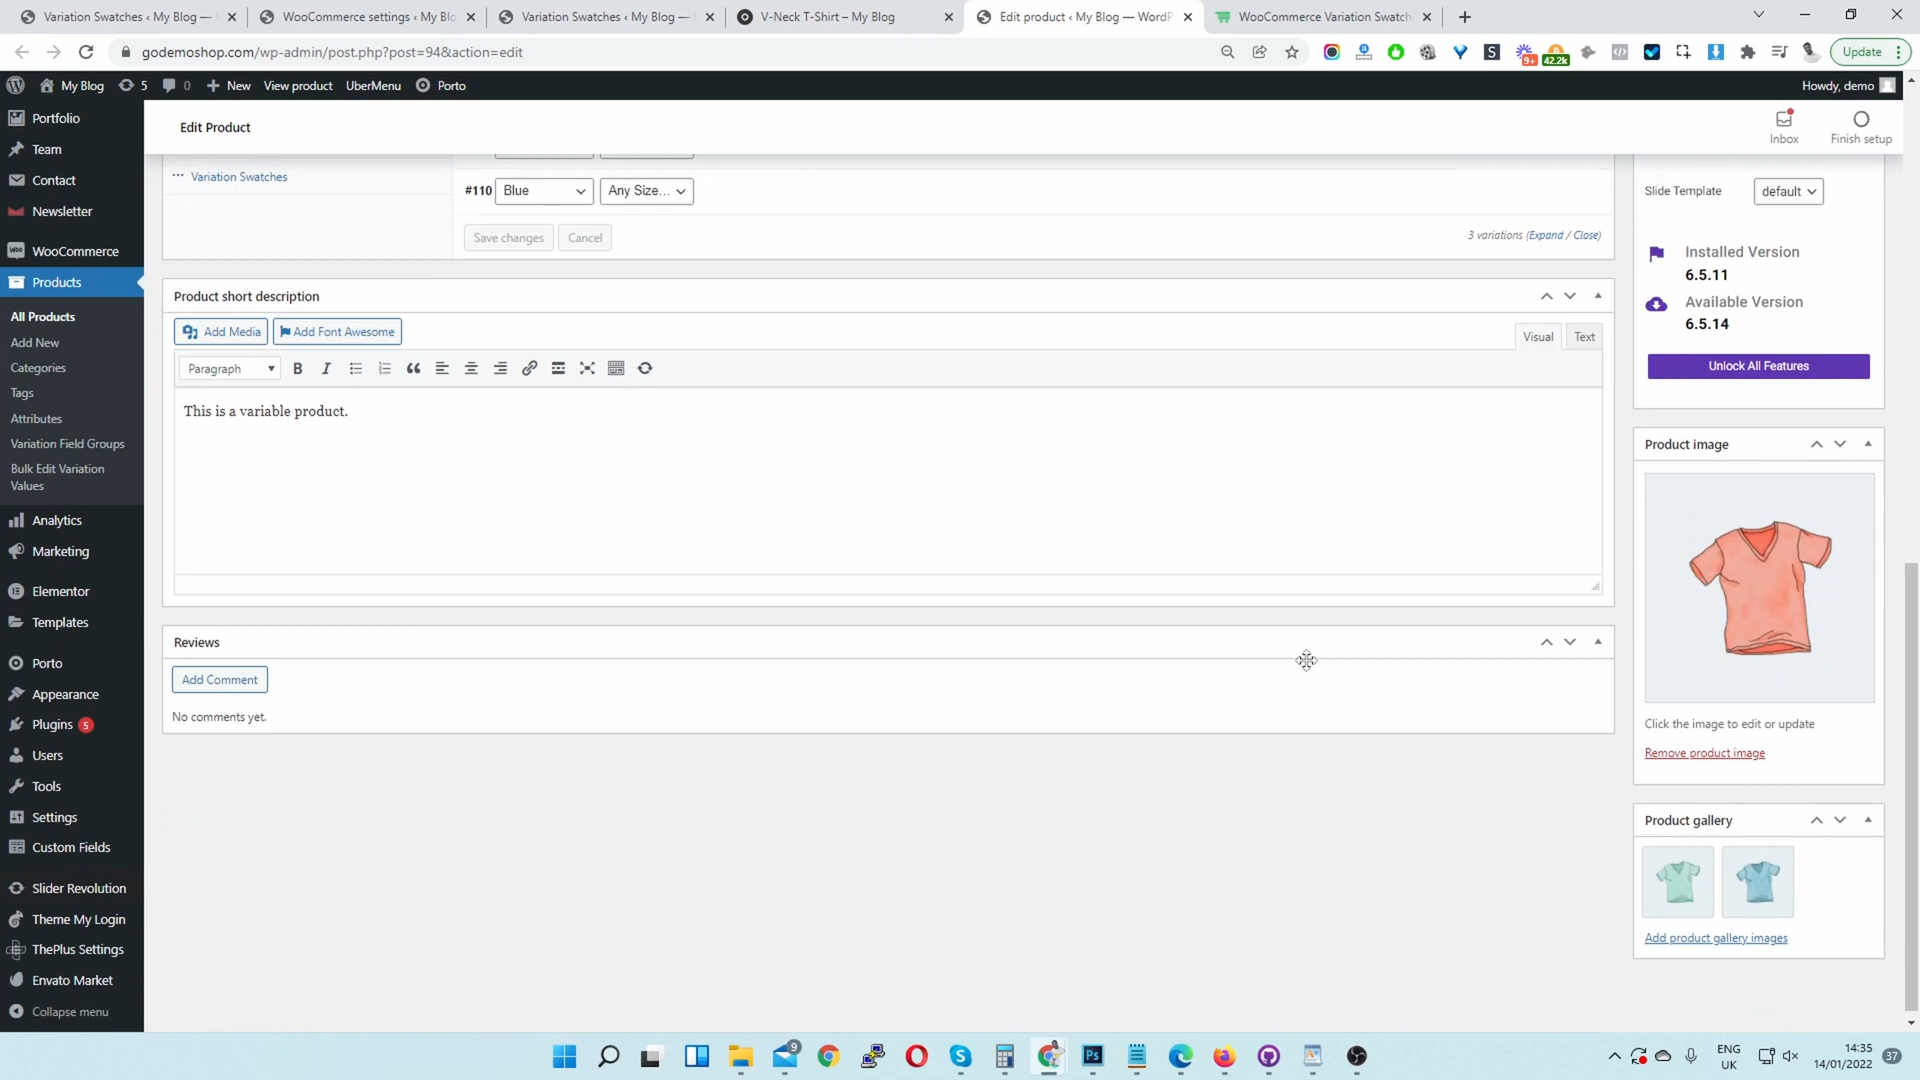 Variation Swatches ‹ My Blog —
WooCommerce settings ‹ My Blo
Variation Swatches ‹ My Blog —
V-Neck T-Shirt – My Blog
Edit product ‹ My Blog — WordP
WooCommerce Variation Swatch
godemoshop.com/wp-admin/post.php?post=94&action=edit
9+
42.2k
Update
My Blog
5
0
New
View product
UberMenu
Porto
Howdy, demo
Portfolio
Team
Contact
Newsletter
WooCommerce
Products
All Products
Add New
Categories
Tags
Attributes
Variation Field Groups
Bulk Edit Variation
Values
Analytics
Marketing
Elementor
Templates
Porto
Appearance
Plugins 5
Users
Tools
Settings
Custom Fields
Slider Revolution
Theme My Login
ThePlus Settings
Envato Market
Collapse menu
Edit Product
Inbox
Finish setup
Variation Swatches
#110 Blue Any Size…
Save changes
Cancel
3 variations (Expand / Close)
Product short description
Add Media
Add Font Awesome
Visual
Text
Paragraph
B
I
This is a variable product.
Reviews
Add Comment
No comments yet.
Slide Template
default
Installed Version
6.5.11
Available Version
6.5.14
Unlock All Features
Product image
Click the image to edit or update
Remove product image
Product gallery
Add product gallery images
9
Ps
ENG
UK
14:35
14/01/2022
37